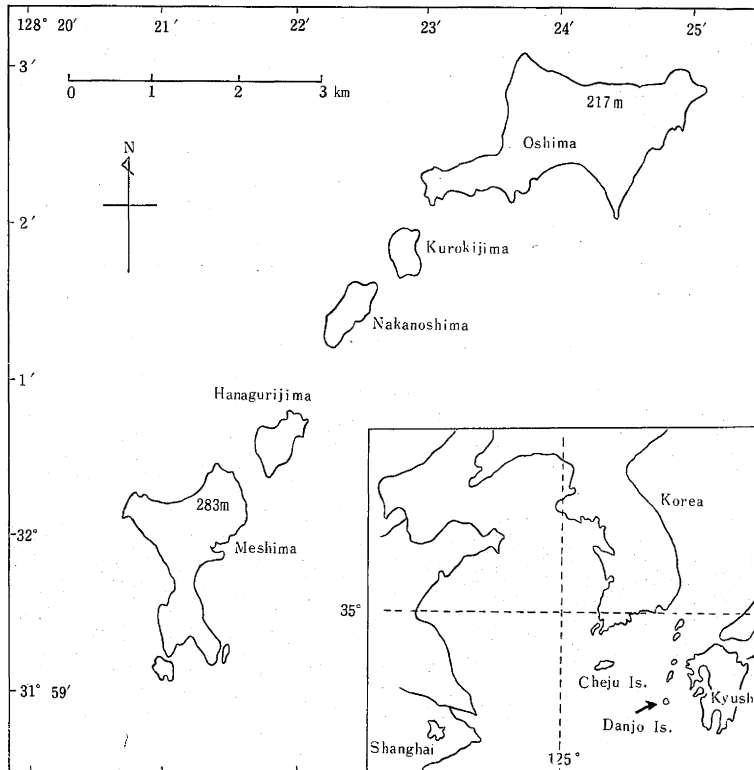 128° 20′ 21′ 22′ 23′ 24′ 25′
3′
0 1 2 3 km
217m
Oshima
N
2′
Kurokijima
Nakanoshima
1′
Hanagurijima
283m
Meshima
32°
Korea
35°
Cheju Is.
Kyush
Danjo Is.
31° 59′
Shanghai
125°